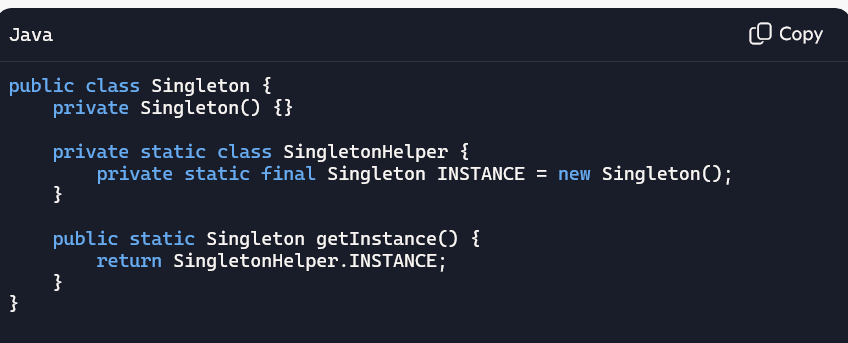 Java
Copy
public class Singleton {
    private Singleton() {}
    private static class SingletonHelper {
        private static final Singleton INSTANCE = new Singleton();
    }
    public static Singleton getInstance() {
        return SingletonHelper.INSTANCE;
    }
}